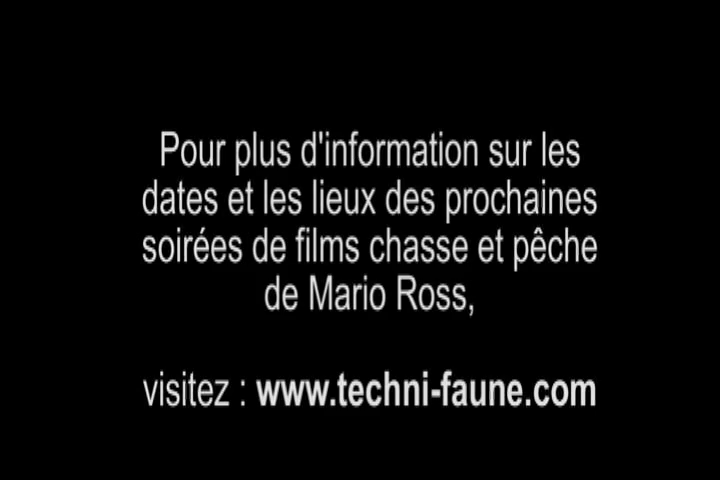 Pour plus d'information sur les
dates et les lieux des prochaines
soirées de films chasse et pêche
de Mario Ross,
visitez : www.techni-faune.com